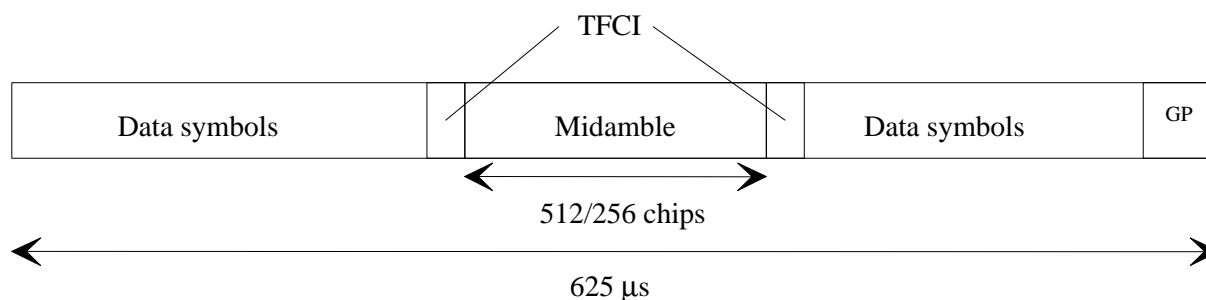 TFCI
Data symbols
Midamble
Data symbols
GP
512/256 chips
625 μs